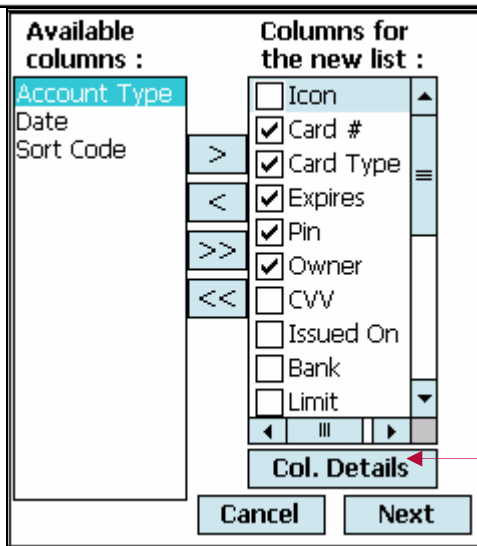 Available columns :
Columns for the new list :
Account Type
Date
Sort Code
>
<
>>
<<
Icon
Card #
Card Type
Expires
Pin
Owner
CVV
Issued On
Bank
Limit
Col. Details
Cancel
Next